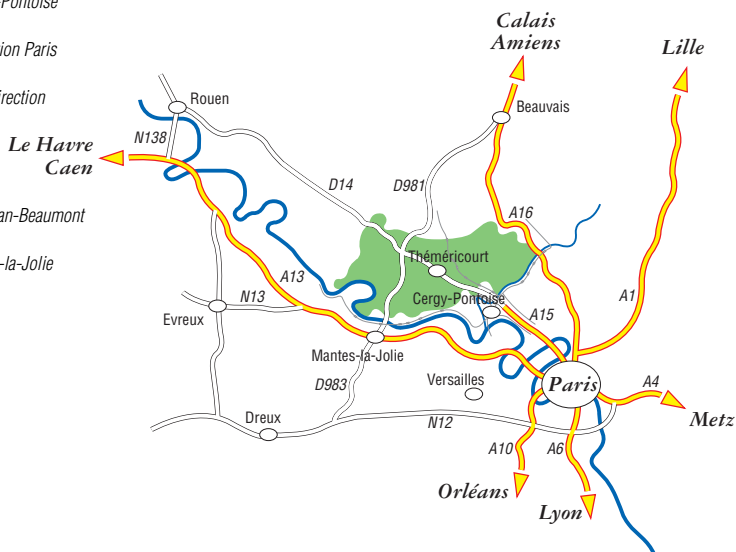 -Pontoise
ion Paris
irection
an-Beaumont
-la-Jolie
Calais
Amiens
Lille
Rouen
Beauvais
N138
Le Havre
Caen
D14
D981
A16
Théméricourt
A13
N13
Cergy-Pontoise
A15
A1
Evreux
Mantes-la-Jolie
D983
Versailles
Paris
A4
Metz
Dreux
N12
A10
A6
Orléans
Lyon